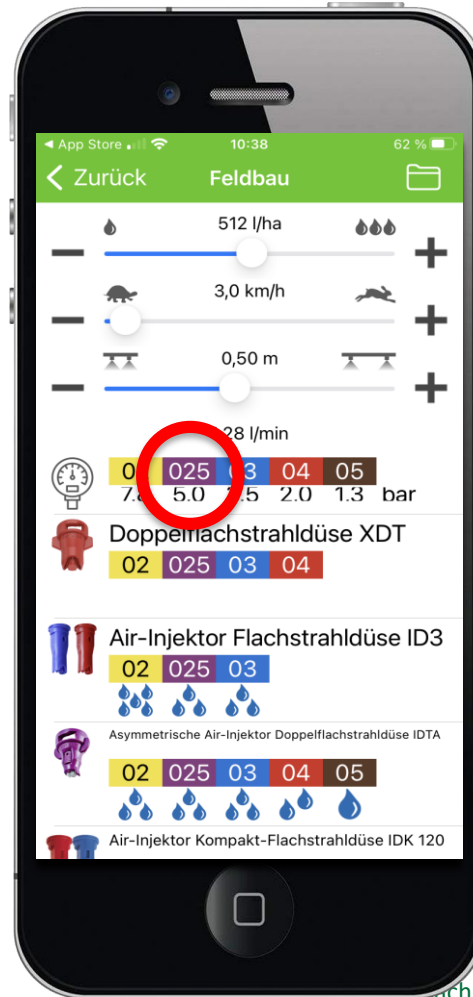 App Store
10:38
62 %
Zurück
Feldbau
512 l/ha
3,0 km/h
0,50 m
28 l/min
025 03 04 05
5.0 2.0 1.3 bar
Doppelflachstrahldüse XDT
02 025 03 04
Air-Injektor Flachstrahldüse ID3
02 025 03
Asymmetrische Air-Injektor Doppelflachstrahldüse IDTA
02 025 03 04 05
Air-Injektor Kompakt-Flachstrahldüse IDK 120